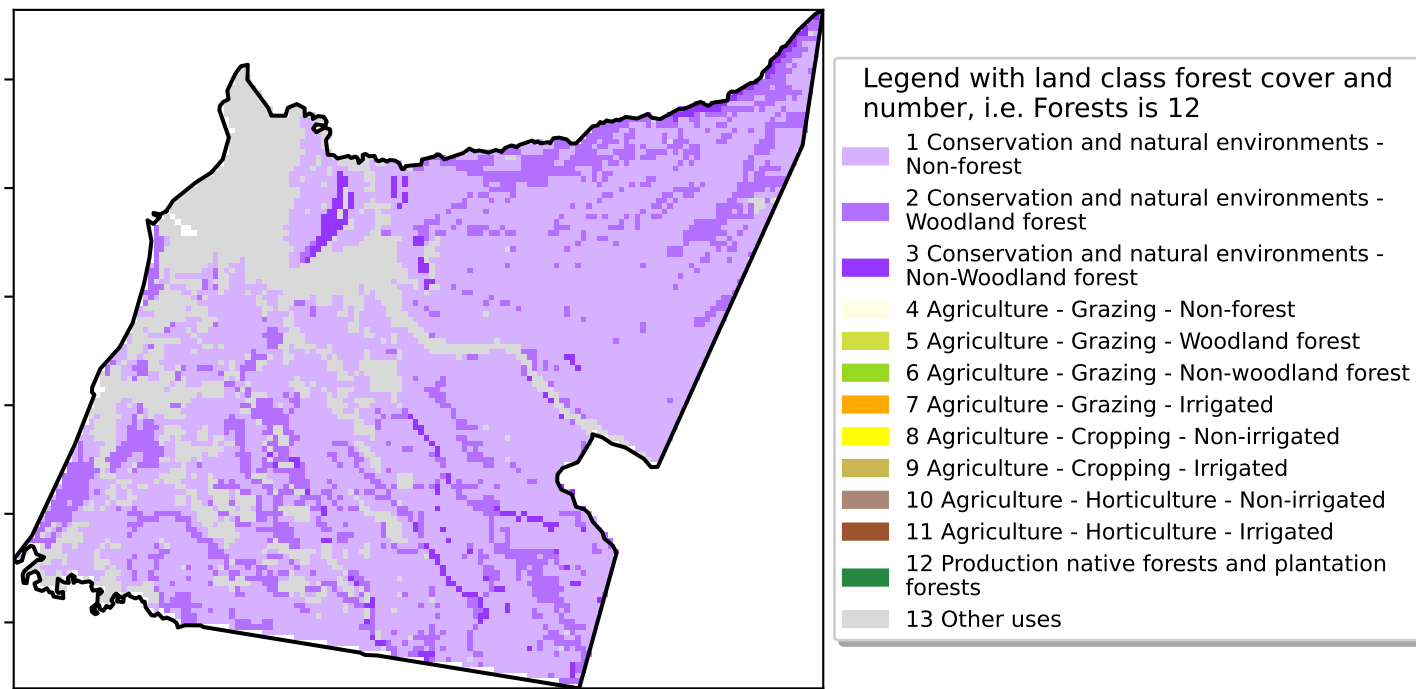 Legend with land class forest cover and
number, i.e. Forests is 12
1 Conservation and natural environments -
Non-forest
2 Conservation and natural environments -
Woodland forest
3 Conservation and natural environments -
Non-Woodland forest
4 Agriculture - Grazing - Non-forest
5 Agriculture - Grazing - Woodland forest
6 Agriculture - Grazing - Non-woodland forest
7 Agriculture - Grazing - Irrigated
8 Agriculture - Cropping - Non-irrigated
9 Agriculture - Cropping - Irrigated
10 Agriculture - Horticulture - Non-irrigated
11 Agriculture - Horticulture - Irrigated
12 Production native forests and plantation
forests
13 Other uses